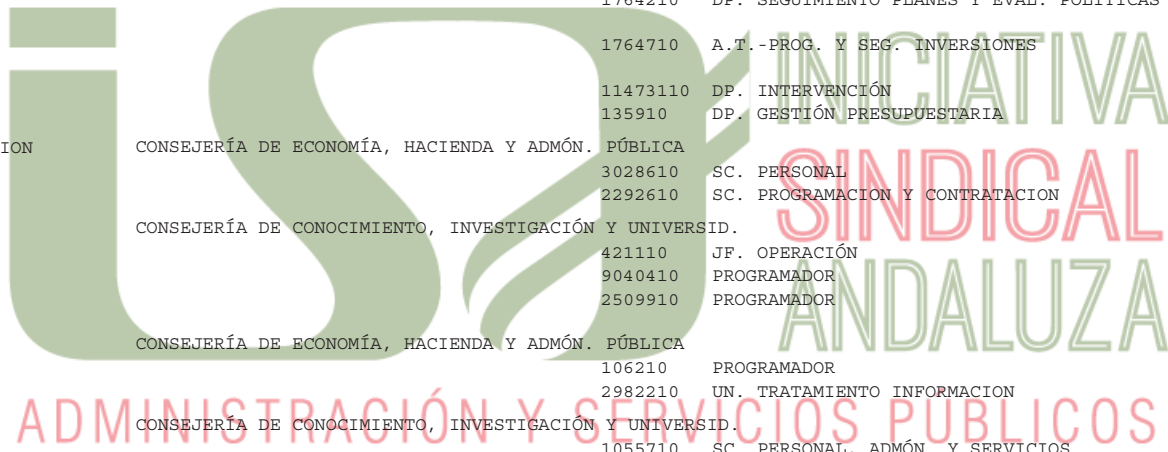 1764210 DP. SEGUIMIENTO PLANES Y EVAL. POLITICAS
1764710 A.T.-PROG. Y SEG. INVERSIONES
11473110 DP. INTERVENCIÓN
135910 DP. GESTIÓN PRESUPUESTARIA
ION CONSEJERÍA DE ECONOMÍA, HACIENDA Y ADMÓN. PÚBLICA
3028610 SC. PERSONAL
2292610 SC. PROGRAMACION Y CONTRATACION
CONSEJERÍA DE CONOCIMIENTO, INVESTIGACIÓN Y UNIVERSID.
421110 JF. OPERACIÓN
9040410 PROGRAMADOR
2509910 PROGRAMADOR
CONSEJERÍA DE ECONOMÍA, HACIENDA Y ADMÓN. PÚBLICA
106210 PROGRAMADOR
2982210 UN. TRATAMIENTO INFORMACION
CONSEJERÍA DE CONOCIMIENTO, INVESTIGACIÓN Y UNIVERSID.
1055710 SC. PERSONAL, ADMÓN. Y SERVICIOS
isa
INICIATIVA
SINDICAL
ANDALUZA
ADMINISTRACIÓN Y SERVICIOS PÚBLICOS